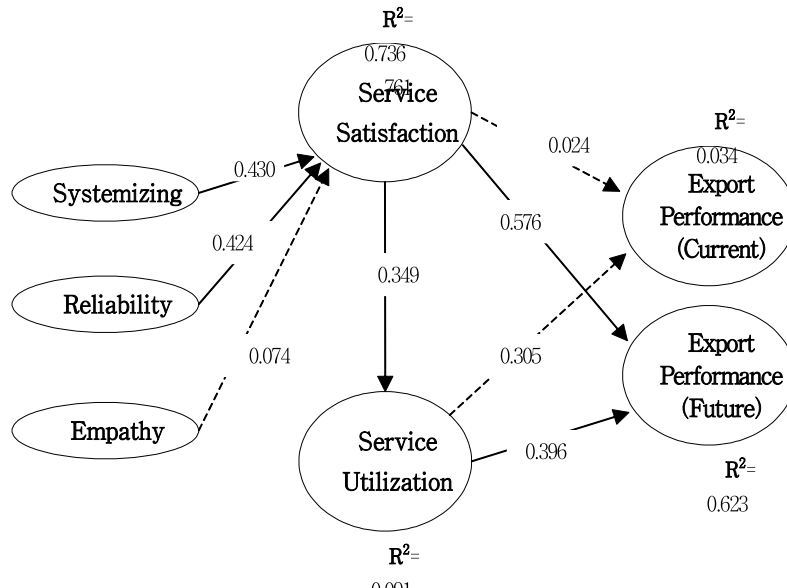 R²=
0.736
761
Service
Satisfaction
0.024
R²=
0.034
Export
Performance
(Current)
0.430
Systemizing
0.576
0.424
0.349
Reliability
0.074
0.305
Export
Performance
(Future)
Empathy
Service
Utilization
0.396
R²=
0.623
R²=